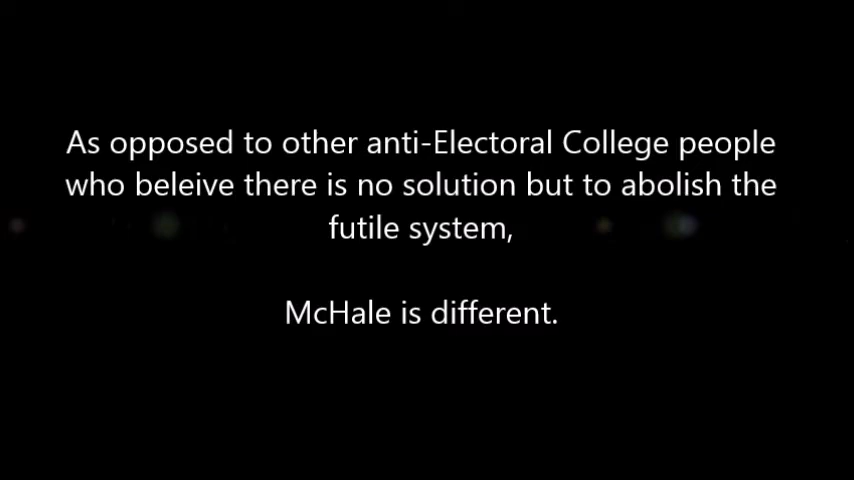 As opposed to other anti-Electoral College people
who beleive there is no solution but to abolish the
futile system,
McHale is different.